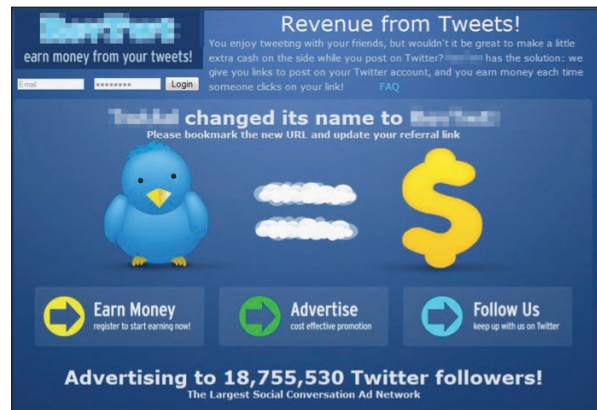 earn money from your tweets!
E-mail
Login
Revenue from Tweets!
You enjoy tweeting with your friends, but wouldn't it be great to make a little
extra cash on the side while you post on Twitter? has the solution: we
give you links to post on your Twitter account, and you earn money each time
someone clicks on your link! FAQ
changed its name to
Please bookmark the new URL and update your referral link
$
Earn Money
register to start earning now!
Advertise
cost effective promotion
Follow Us
keep up with us on Twitter
Advertising to 18,755,530 Twitter followers!
The Largest Social Conversation Ad Network